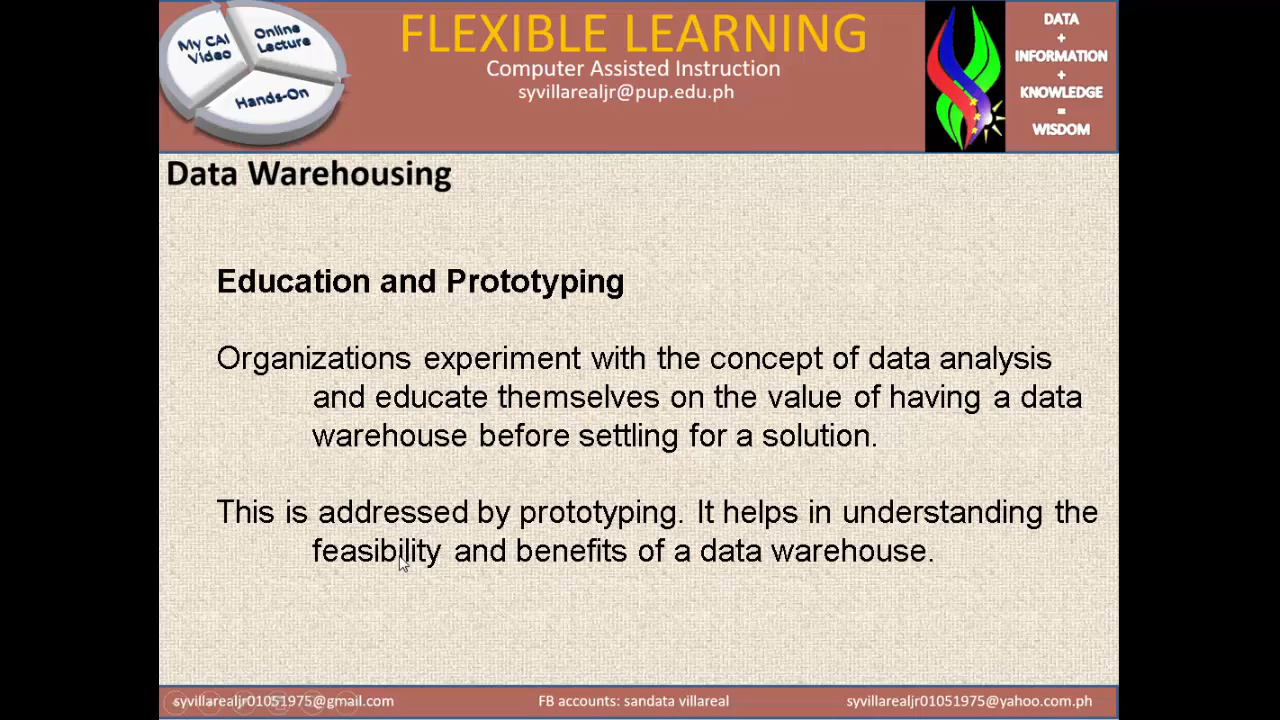 My CAI
Video
Online
Lecture
Hands-On
FLEXIBLE LEARNING
Computer Assisted Instruction
syvillarealjr@pup.edu.ph
DATA
+
INFORMATION
+
KNOWLEDGE
=
WISDOM
Data Warehousing
Education and Prototyping
Organizations experiment with the concept of data analysis
and educate themselves on the value of having a data
warehouse before settling for a solution.
This is addressed by prototyping. It helps in understanding the
feasibility and benefits of a data warehouse.
syvillarealjr01051975@gmail.com
FB accounts: sandata villareal
syvillarealjr01051975@yahoo.com.ph